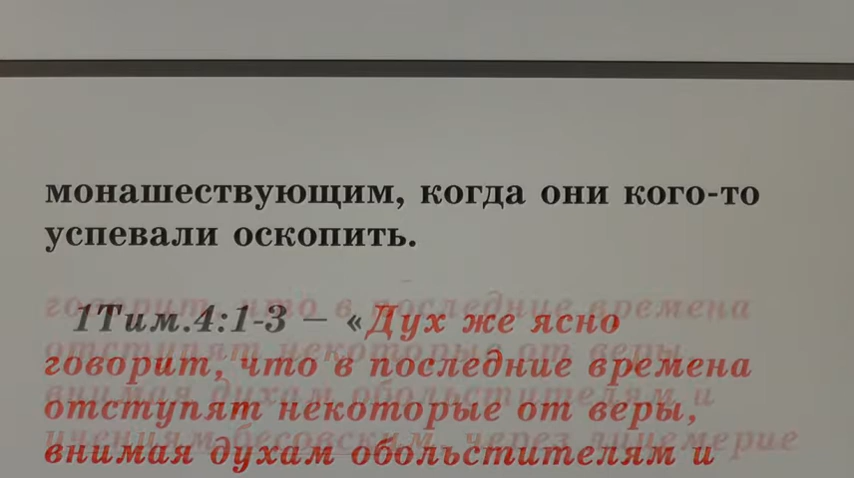 монашествующим, когда они кого-то
успевали оскопить.
1Тим.4:1-3 – «Дух же ясно
говорит, что в последние времена
отступят некоторые от веры,
внимая духам обольстителям и